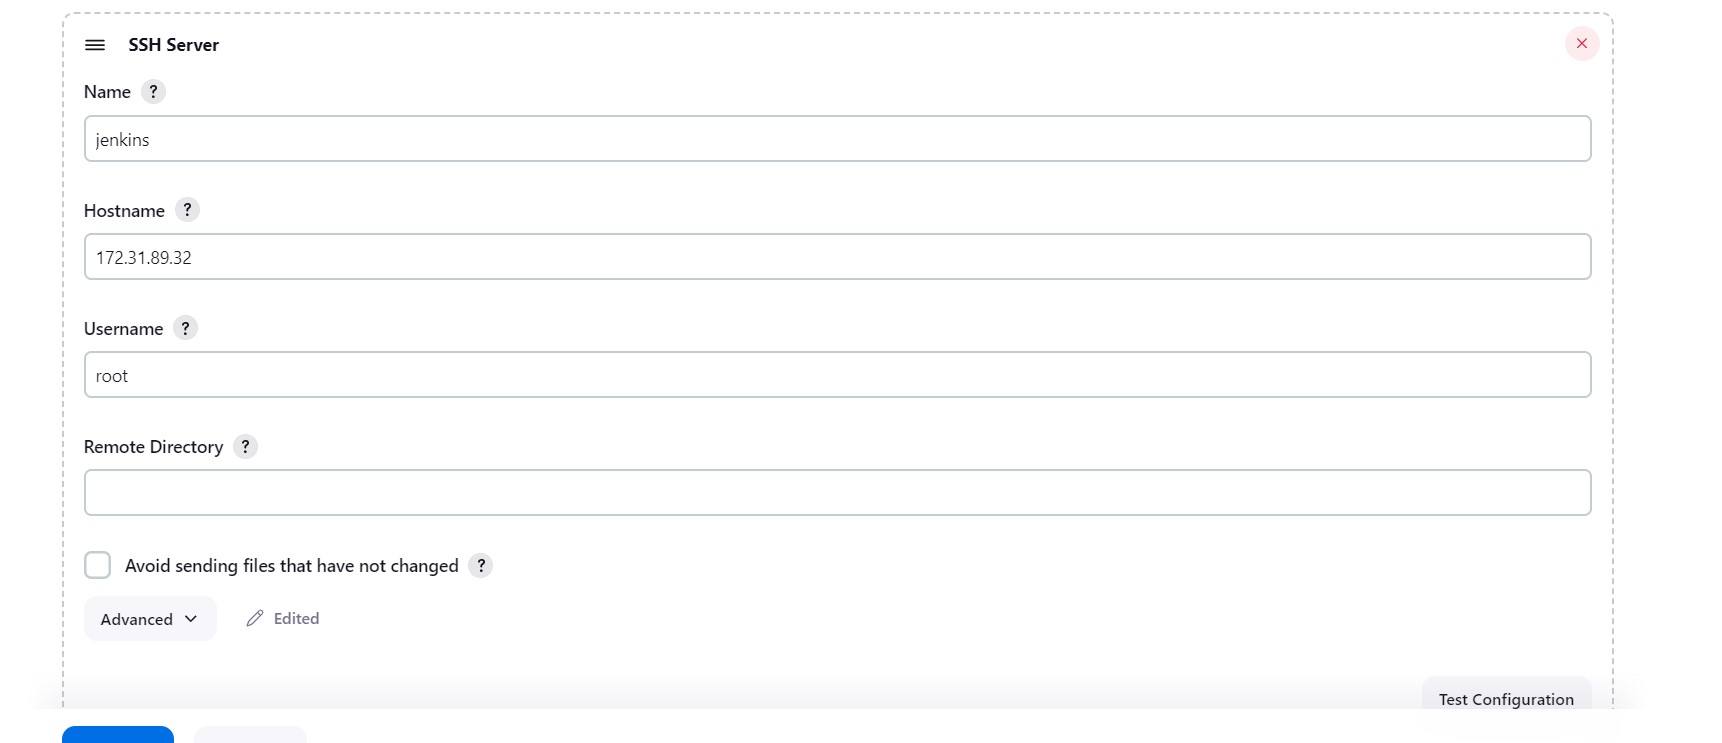 SSH Server
Name ?
jenkins
Hostname ?
172.31.89.32
Username ?
root
Remote Directory ?
Avoid sending files that have not changed ?
Advanced Edited
Test Configuration